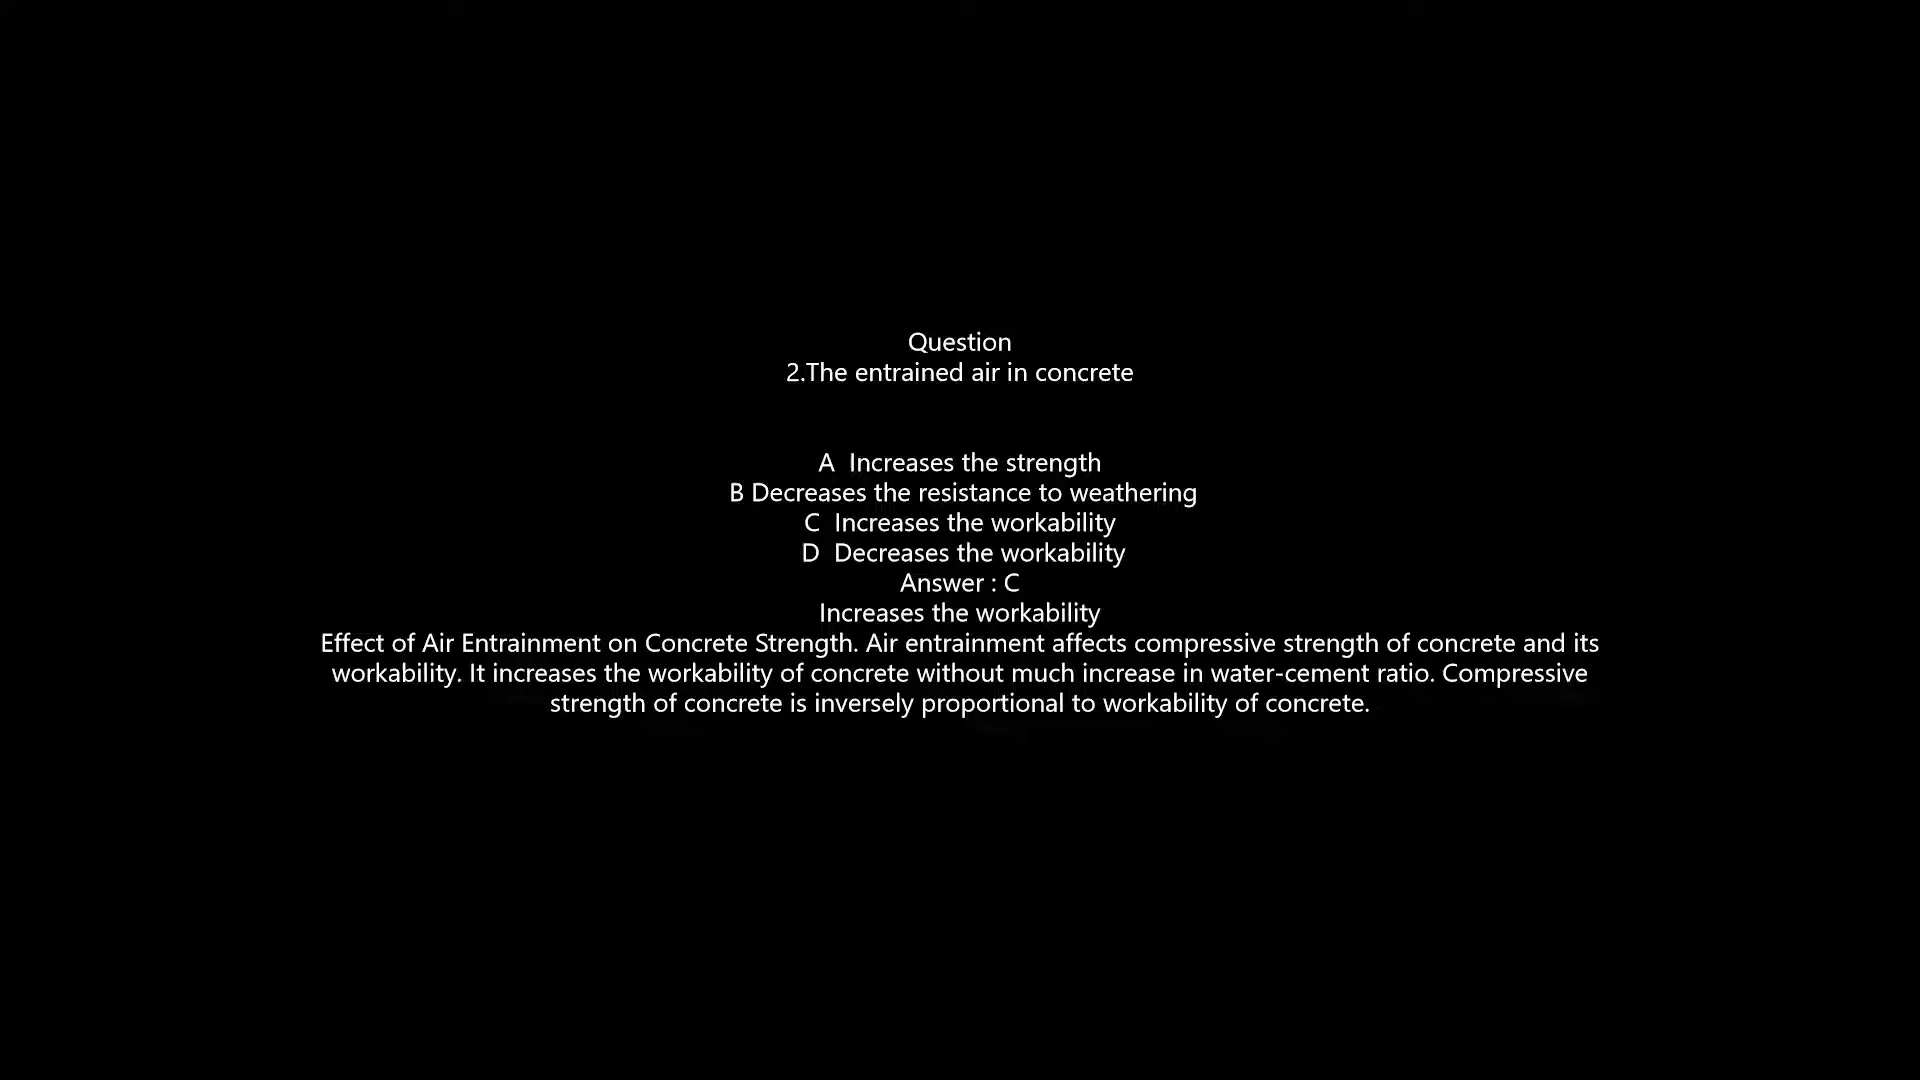 Question
2.The entrained air in concrete
A  Increases the strength
B Decreases the resistance to weathering
C  Increases the workability
D  Decreases the workability
Answer : C
Increases the workability
Effect of Air Entrainment on Concrete Strength. Air entrainment affects compressive strength of concrete and its
workability. It increases the workability of concrete without much increase in water-cement ratio. Compressive
strength of concrete is inversely proportional to workability of concrete.